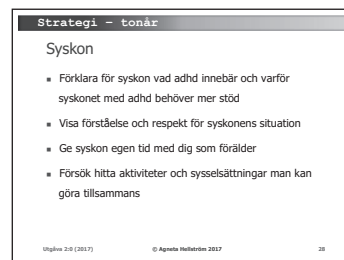 Strategi – tonår
Syskon
▪ Förklara för syskon vad adhd innebär och varför
syskonet med adhd behöver mer stöd
▪ Visa förståelse och respekt för syskonens situation
▪ Ge syskon egen tid med dig som förälder
▪ Försök hitta aktiviteter och sysselsättningar man kan
göra tillsammans
Utgåva 2:0 (2017) © Agneta Hellström 2017 28